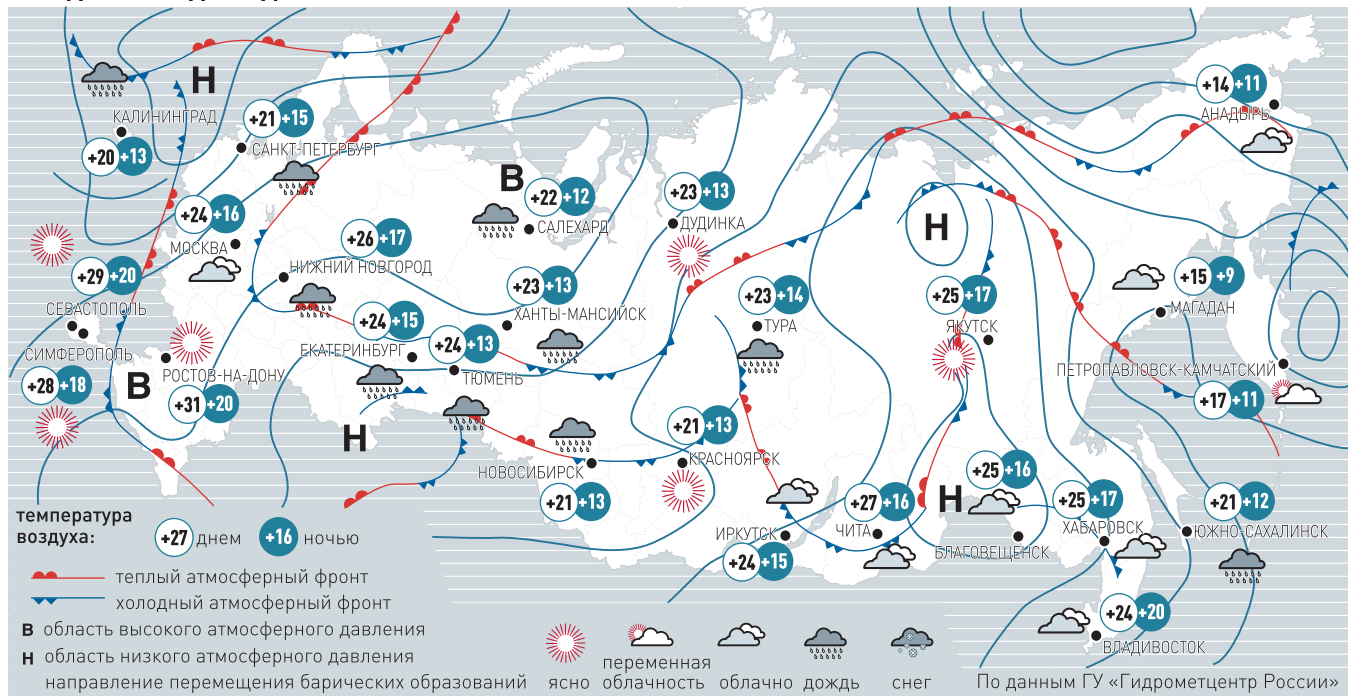 Н
КАЛИНИНГРАД
+20 +13
+21 +15
САНКТ-ПЕТЕРБУРГ
+14 +11
АНАДЫРЬ
+24 +16
МОСКВА
В
+22 +12
САЛЕХАРД
+23 +13
ДУДИНКА
Н
+26 +17
НИЖНИЙ НОВГОРОД
+29 +20
СЕВАСТОПОЛЬ
СИМФЕРОПОЛЬ
+28 +18
+23 +13
ХАНТЫ-МАНСИЙСК
+23 +14
ТУРА
+25 +17
ЯКУТСК
+15 +9
МАГАДАН
+24 +15
ЕКАТЕРИНБУРГ
+24 +13
ТЮМЕНЬ
РОСТОВ-НА-ДОНУ
+31 +20
В
ПЕТРОПАВЛОВСК-КАМЧАТСКИЙ
+17 +11
Н
+21 +13
КРАСНОЯРСК
НОВОСИБИРСК
+21 +13
+25 +16
Н
БЛАГОВЕЩЕНСК
+27 +16
ЧИТА
ИРКУТСК
+24 +15
+25 +17
ХАБАРОВСК
+21 +12
ЮЖНО-САХАЛИНСК
+24 +20
ВЛАДИВОСТОК
температура
воздуха:
+27 днем +16 ночью
теплый атмосферный фронт
холодный атмосферный фронт
В область высокого атмосферного давления
Н область низкого атмосферного давления
направление перемещения барических образований
ясно
переменная
облачность
облачно
дождь
снег
По данным ГУ «Гидрометцентр России»